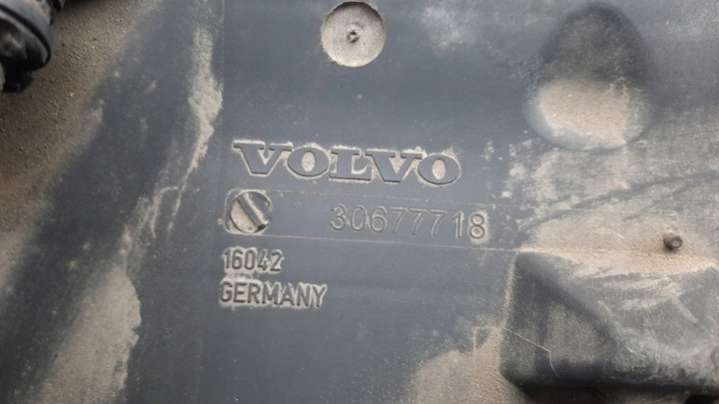 VOLVO
30677718
16042
GERMANY